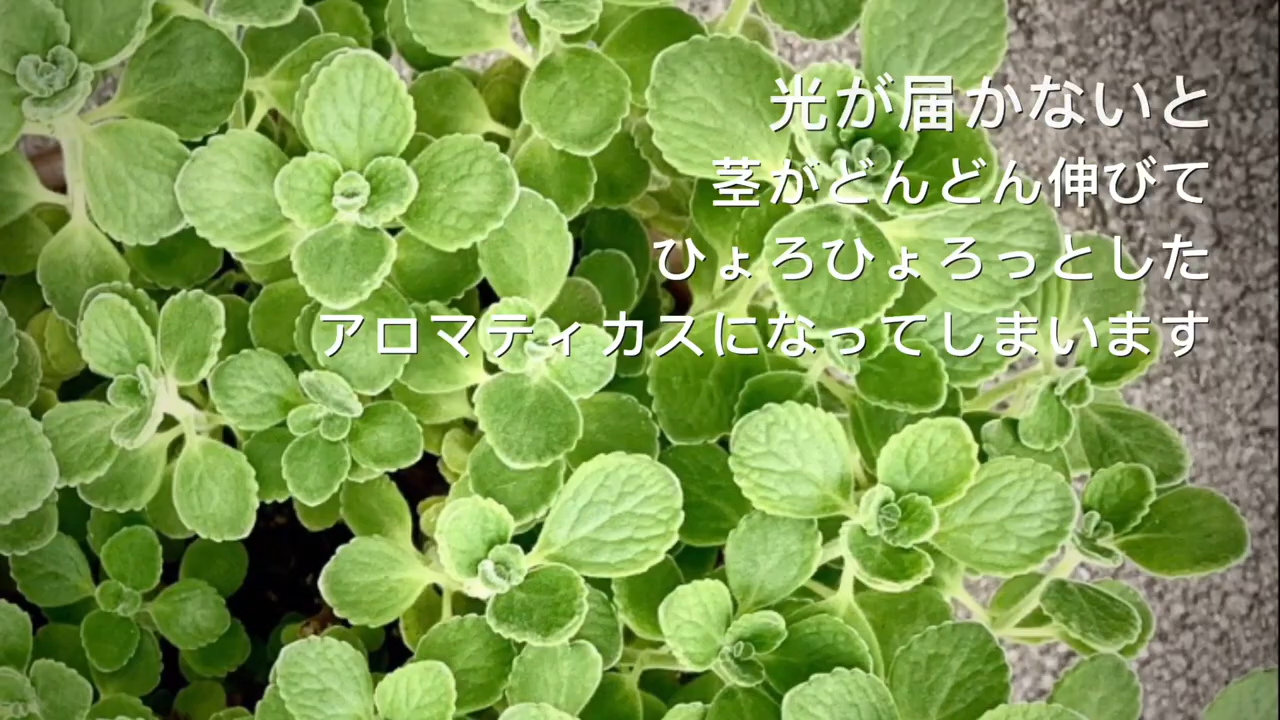 光が届かないと
茎がどんどん伸びて
ひょろひょろっとした
アロマティカスになってしまいます